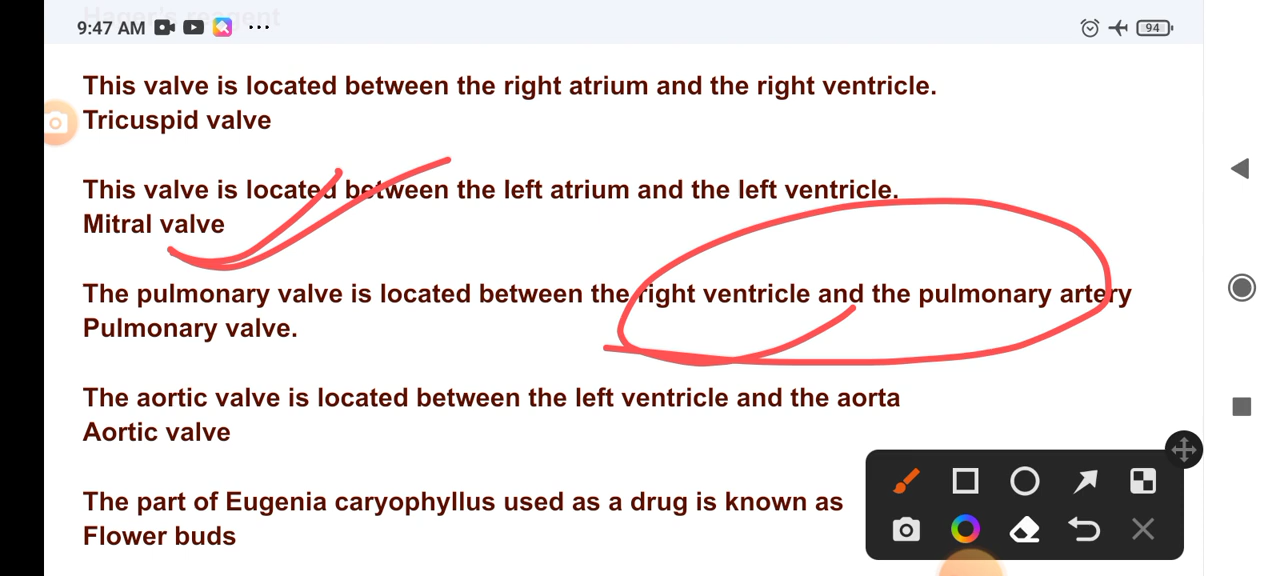 Hager's reagent
9:47 AM ...
94
This valve is located between the right atrium and the right ventricle.
Tricuspid valve
This valve is located between the left atrium and the left ventricle.
Mitral valve
The pulmonary valve is located between the right ventricle and the pulmonary artery
Pulmonary valve.
The aortic valve is located between the left ventricle and the aorta
Aortic valve
The part of Eugenia caryophyllus used as a drug is known as
Flower buds